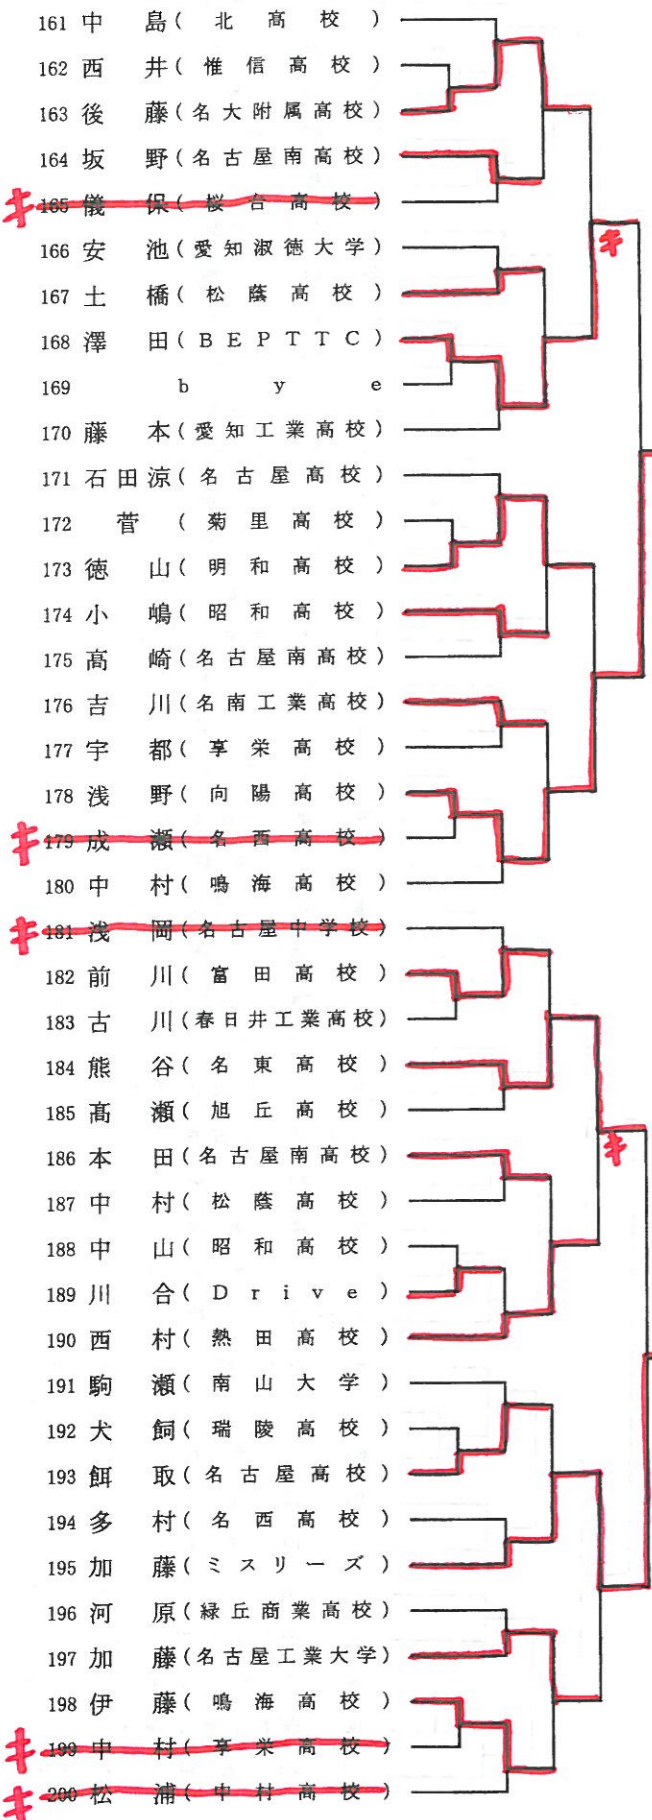 161 中島(北高校)
162 西井(惟信高校)
163 後藤(名大附属高校)
164 坂野(名古屋南高校)
キ 165 儀保(桜台高校)
166 安池(愛知淑徳大学)
167 土橋(松蔭高校)
キ
168 澤田(BEPTTC)
169 bye
170 藤本(愛知工業高校)
171 石田涼(名古屋高校)
172 菅(菊里高校)
173 徳山(明和高校)
174 小嶋(昭和高校)
175 髙崎(名古屋南高校)
176 吉川(名南工業高校)
177 宇都(享栄高校)
178 浅野(向陽高校)
キ 179 成瀬(名西高校)
180 中村(鳴海高校)
キ 181 浅岡(名古屋中学校)
182 前川(富田高校)
183 古川(春日井工業高校)
184 熊谷(名東高校)
185 髙瀬(旭丘高校)
186 本田(名古屋南高校)
キ
187 中村(松蔭高校)
188 中山(昭和高校)
189 川合(Drive)
190 西村(熱田高校)
191 駒瀬(南山大学)
192 犬飼(瑞陵高校)
193 餌取(名古屋高校)
194 多村(名西高校)
195 加藤(ミスリーズ)
196 河原(緑丘商業高校)
197 加藤(名古屋工業大学)
198 伊藤(鳴海高校)
キ 199 中村(享栄高校)
キ 200 松浦(中村高校)